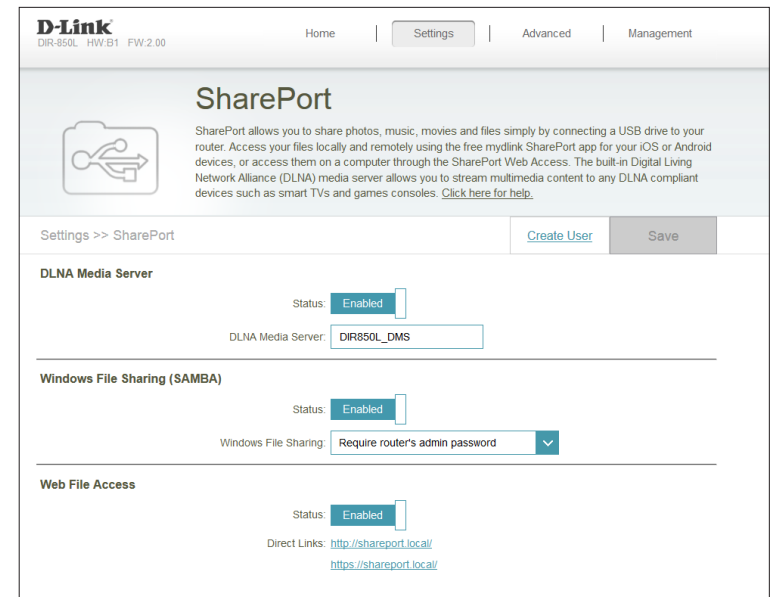 D-Link
DIR-850L HW:B1 FW:2.00
Home | Settings | Advanced | Management
SharePort
SharePort allows you to share photos, music, movies and files simply by connecting a USB drive to your
router. Access your files locally and remotely using the free mydlink SharePort app for your iOS or Android
devices, or access them on a computer through the SharePort Web Access. The built-in Digital Living
Network Alliance (DLNA) media server allows you to stream multimedia content to any DLNA compliant
devices such as smart TVs and games consoles. Click here for help.
Settings >> SharePort
Create User
Save
DLNA Media Server
Status: Enabled
DLNA Media Server: DIR850L_DMS
Windows File Sharing (SAMBA)
Status: Enabled
Windows File Sharing: Require router's admin password
Web File Access
Status: Enabled
Direct Links: http://shareport.local/
https://shareport.local/